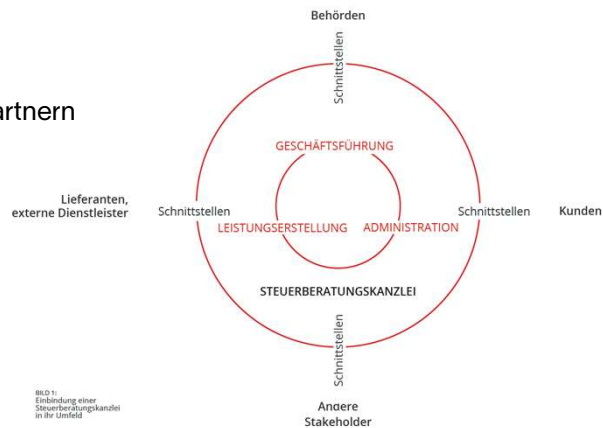 Behörden
Schnittstellen
artnern
GESCHÄFTSFÜHRUNG
Lieferanten,
externe Dienstleister
Schnittstellen
Schnittstellen
Kunden
LEISTUNGSERSTELLUNG
ADMINISTRATION
STEUERBERATUNGSKANZLEI
Schnittstellen
BILD 1:
Einbindung einer
Steuerberatungskanzlei
in ihr Umfeld
Andere
Stakeholder